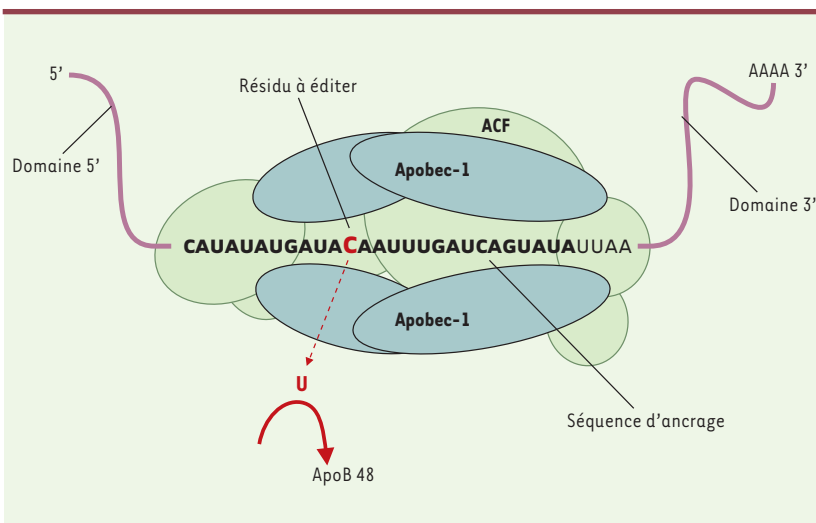 5'
AAAA 3'
Résidu à éditer
ACF
Domaine 5'
Apobec-1
Domaine 3'
CAUAUAUGAUACAAUUUGAUCAGUAUAUUAA
Apobec-1
U
Séquence d'ancrage
ApoB 48